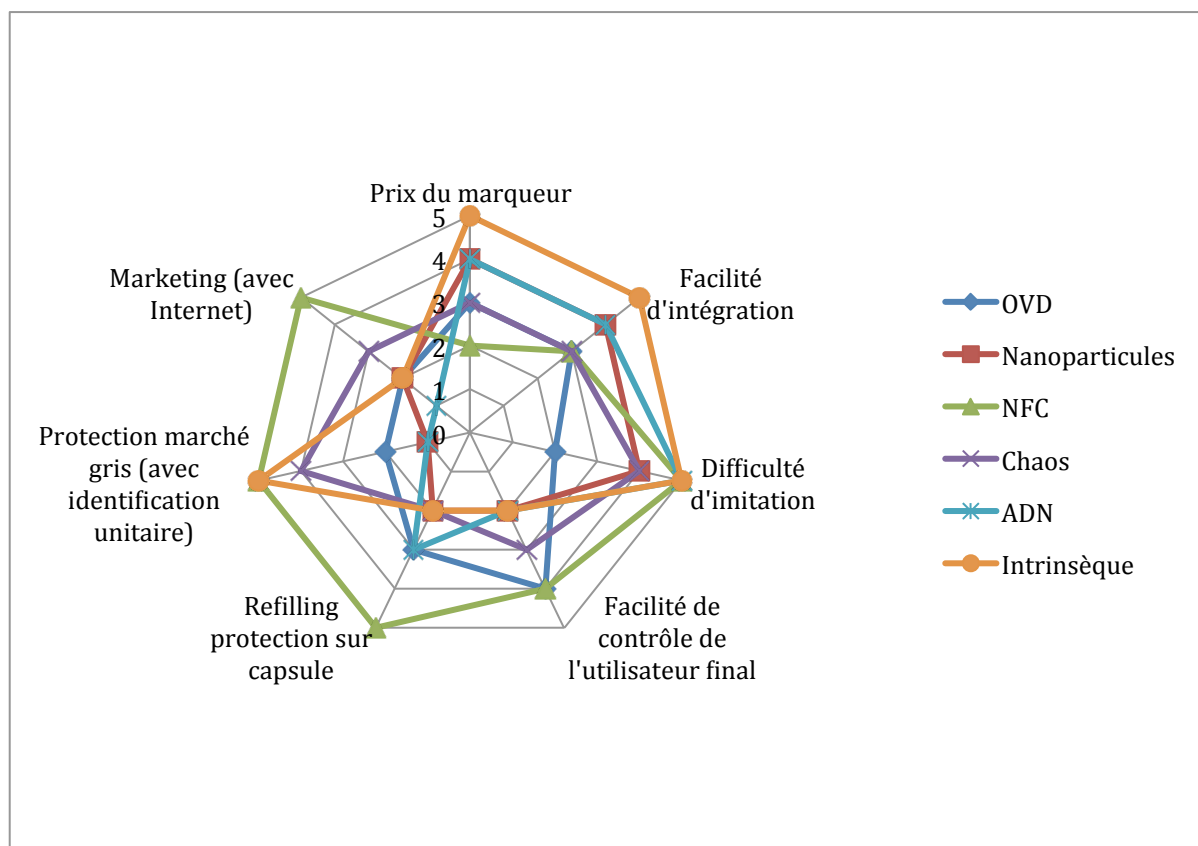 Prix du marqueur
5
4
3
2
1
0
Facilité
d'intégration
Difficulté
d'imitation
Facilité de
contrôle de
l'utilisateur final
Refilling
protection sur
capsule
Protection marché
gris (avec
identification
unitaire)
Marketing (avec
Internet)
OVD
Nanoparticules
NFC
Chaos
ADN
Intrinsèque